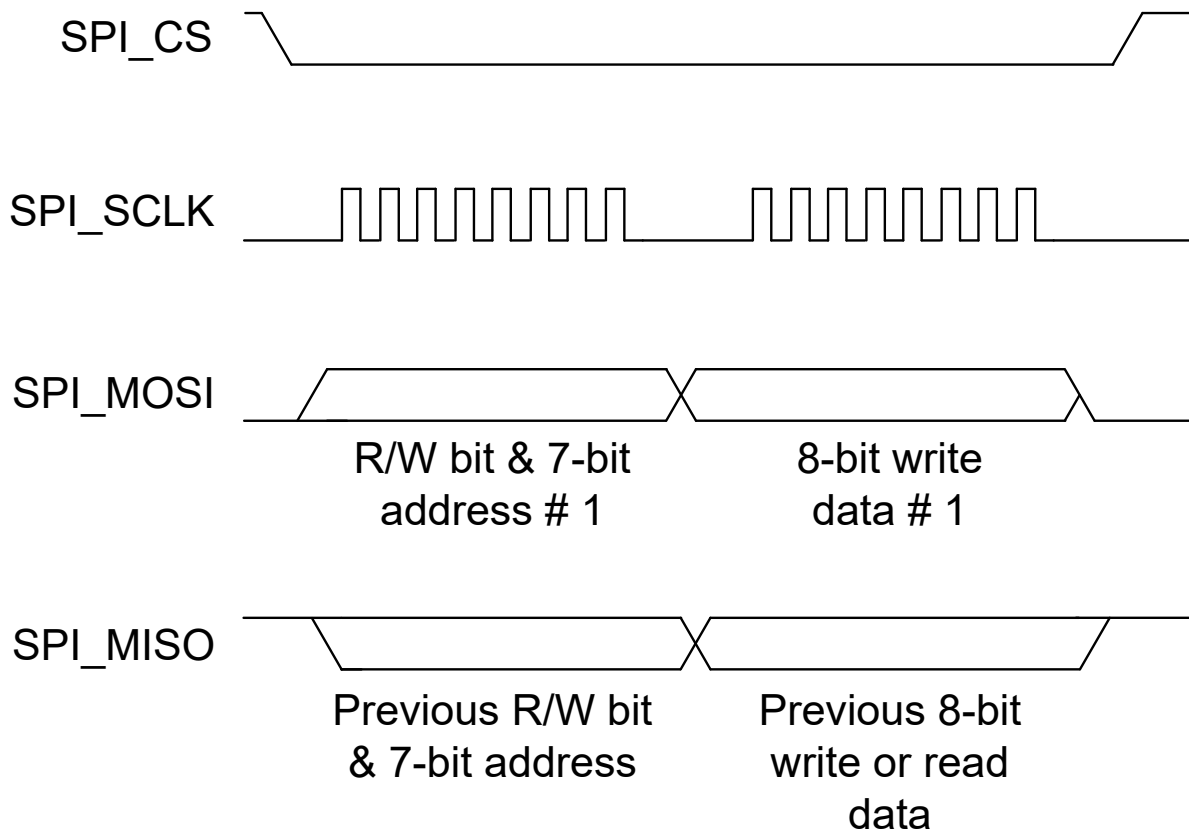 SPI_CS
SPI_SCLK
SPI_MOSI
R/W bit & 7-bit
address # 1
8-bit write
data # 1
SPI_MISO
Previous R/W bit
& 7-bit address
Previous 8-bit
write or read
data